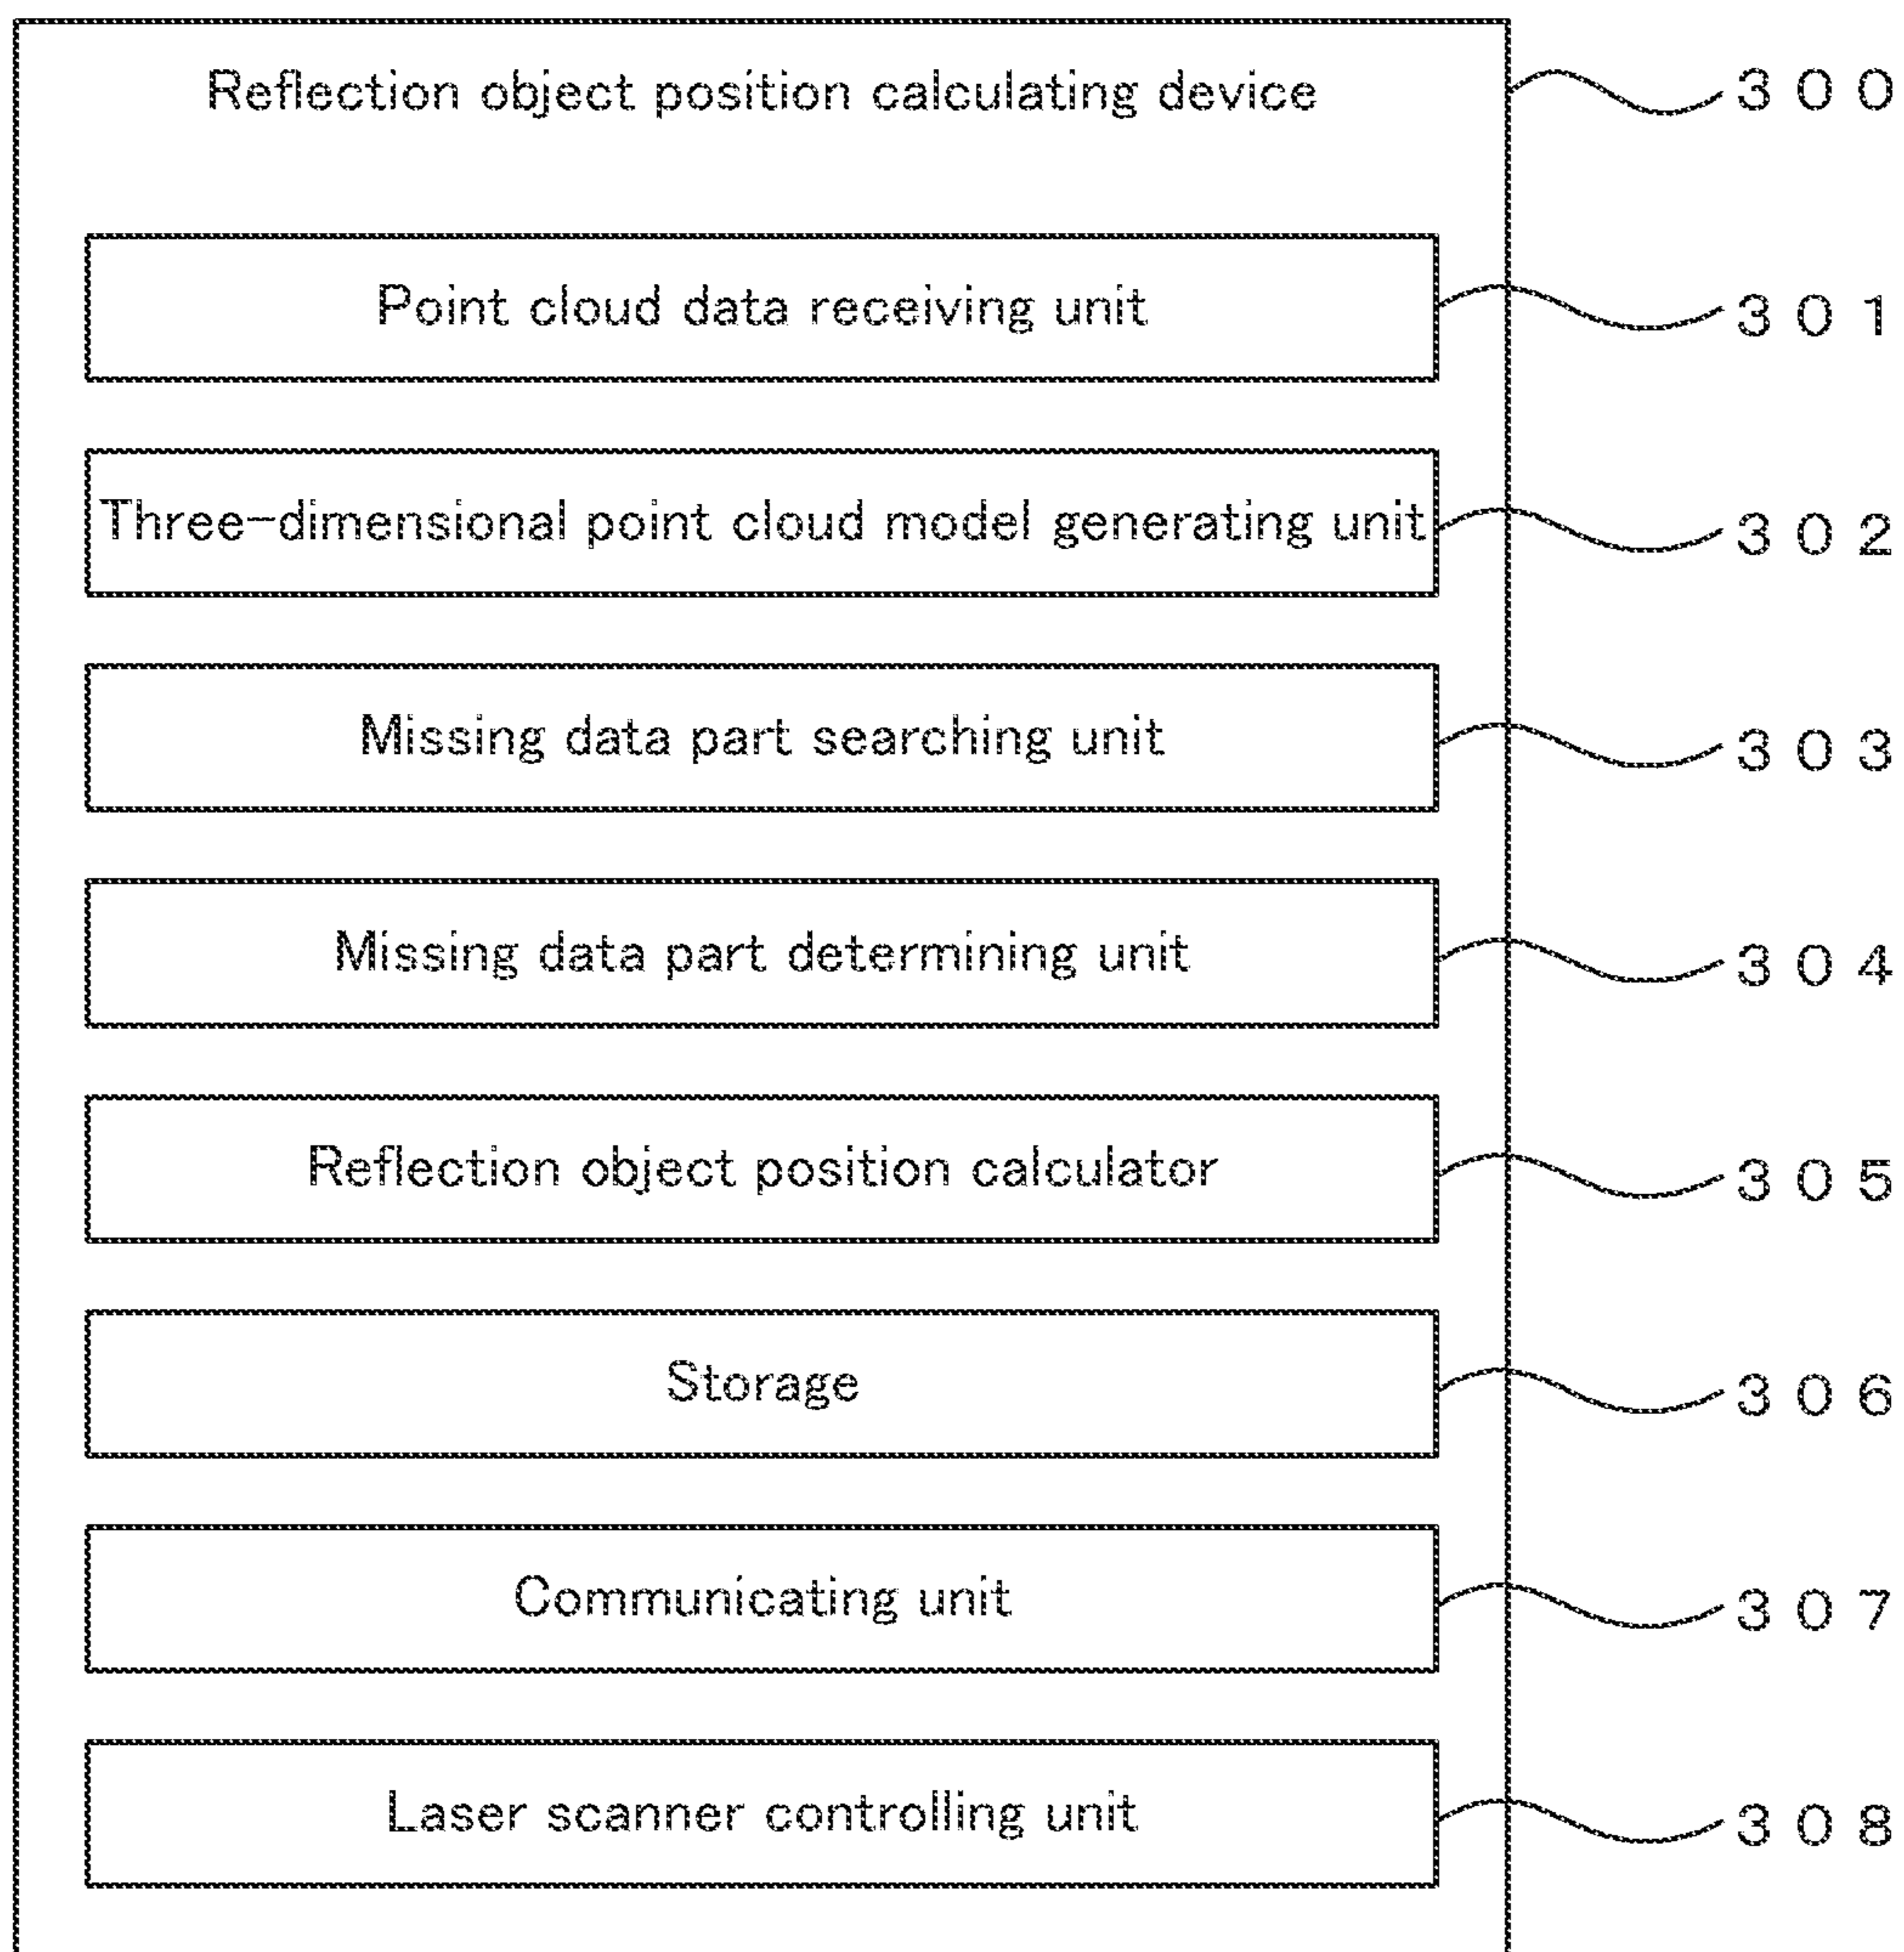 Reflection object position calculating device 300
Point cloud data receiving unit 301
Three-dimensional point cloud model generating unit 302
Missing data part searching unit 303
Missing data part determining unit 304
Reflection object position calculator 305
Storage 306
Communicating unit 307
Laser scanner controlling unit 308